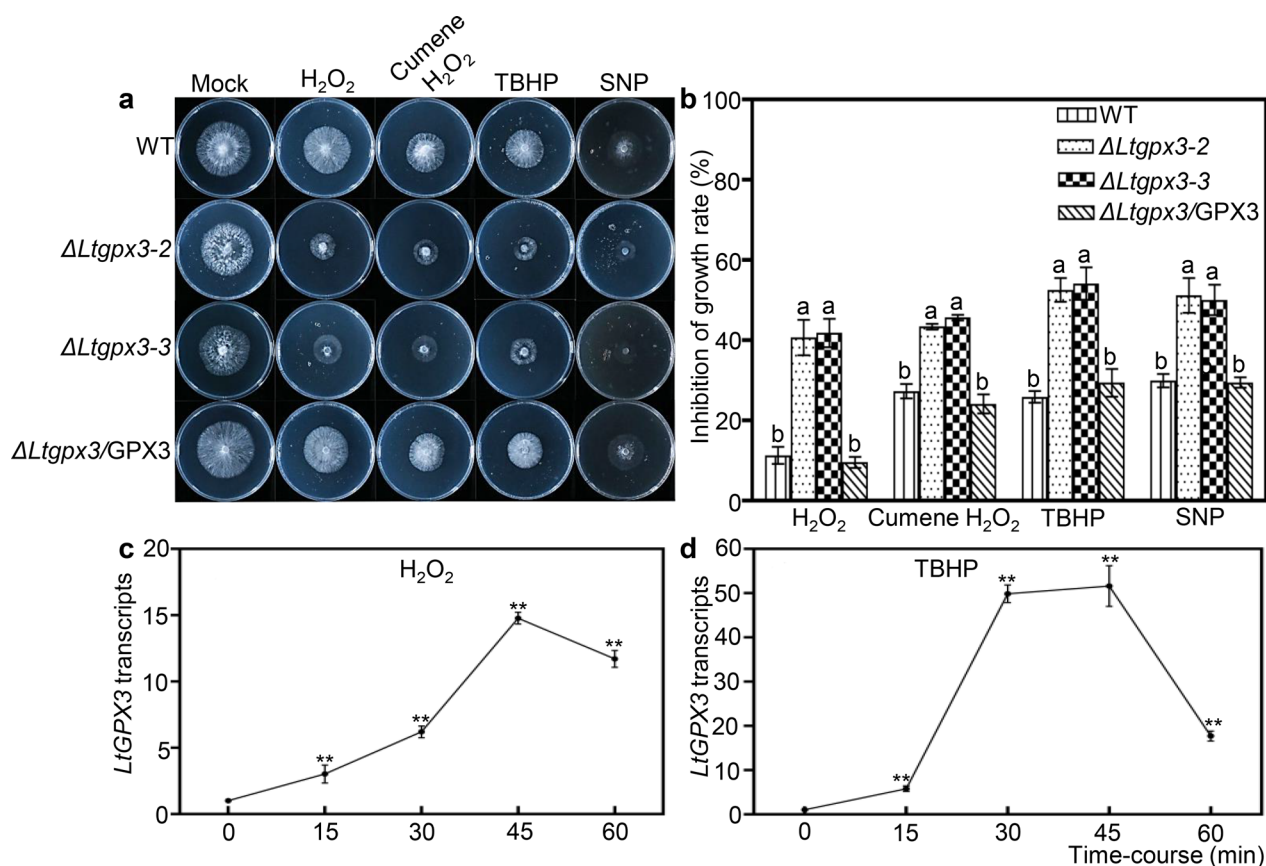 a
Mock
H₂O₂
Cumene
H₂O₂
TBHP
SNP
WT
ΔLtgpx3-2
ΔLtgpx3-3
ΔLtgpx3/GPX3
b
Inhibition of growth rate (%)
100
80
60
40
20
0
WT
ΔLtgpx3-2
ΔLtgpx3-3
ΔLtgpx3/GPX3
b a a b
b a a b
b a a b
b a a b
H₂O₂ Cumene H₂O₂ TBHP SNP
c
H₂O₂
LtGPX3 transcripts
20
15
10
5
0
** ** ** **
0 15 30 45 60
d
TBHP
LtGPX3 transcripts
60
50
40
30
20
10
0
** ** ** **
0 15 30 45 60
Time-course (min)